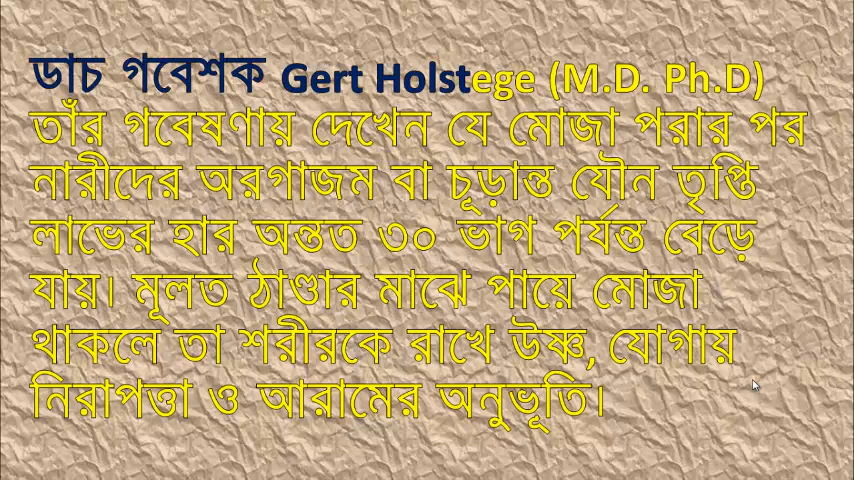 ডাচ গবেশক Gert Holstege (M.D. Ph.D)
তাঁর গবেষণায় দেখেন যে মোজা পরার পর
নারীদের অরগাজম বা চূড়ান্ত যৌন তৃপ্তি
লাভের হার অন্তত ৩০ ভাগ পর্যন্ত বেড়ে
যায়। মূলত ঠাণ্ডার মাঝে পায়ে মোজা
থাকলে তা শরীরকে রাখে উষ্ণ, যোগায়
নিরাপত্তা ও আরামের অনুভূতি।